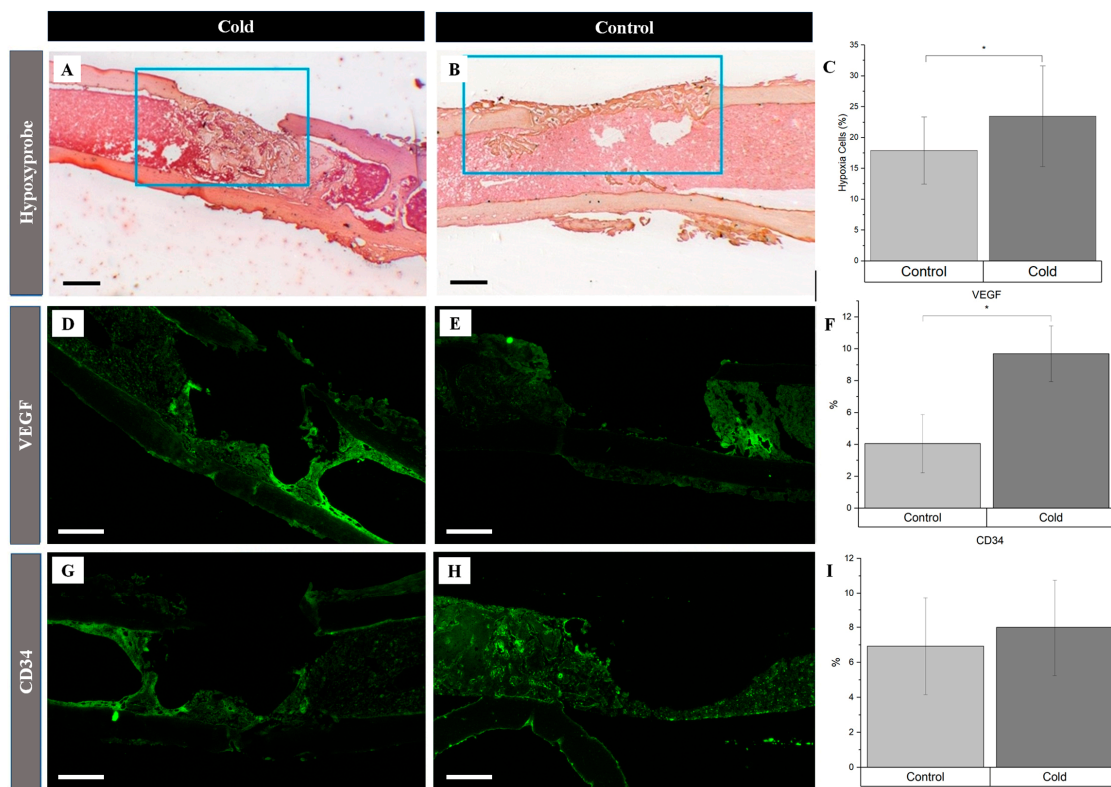 Cold
Control
Hypoxyprobe
A
B
C
Hypoxia Cells (%)
35
30
25
20
15
10
5
0
*
Control
Cold
VEGF
D
E
F
VEGF
%
12
10
8
6
4
2
0
*
Control
Cold
CD34
G
H
I
CD34
%
12
10
8
6
4
2
0
Control
Cold